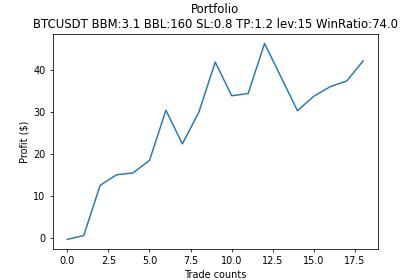 Portfolio
BTCUSDT BBM:3.1 BBL:160 SL:0.8 TP:1.2 lev:15 WinRatio:74.0
40
30
20
10
0
Profit ($)
0.0 2.5 5.0 7.5 10.0 12.5 15.0 17.5
Trade counts